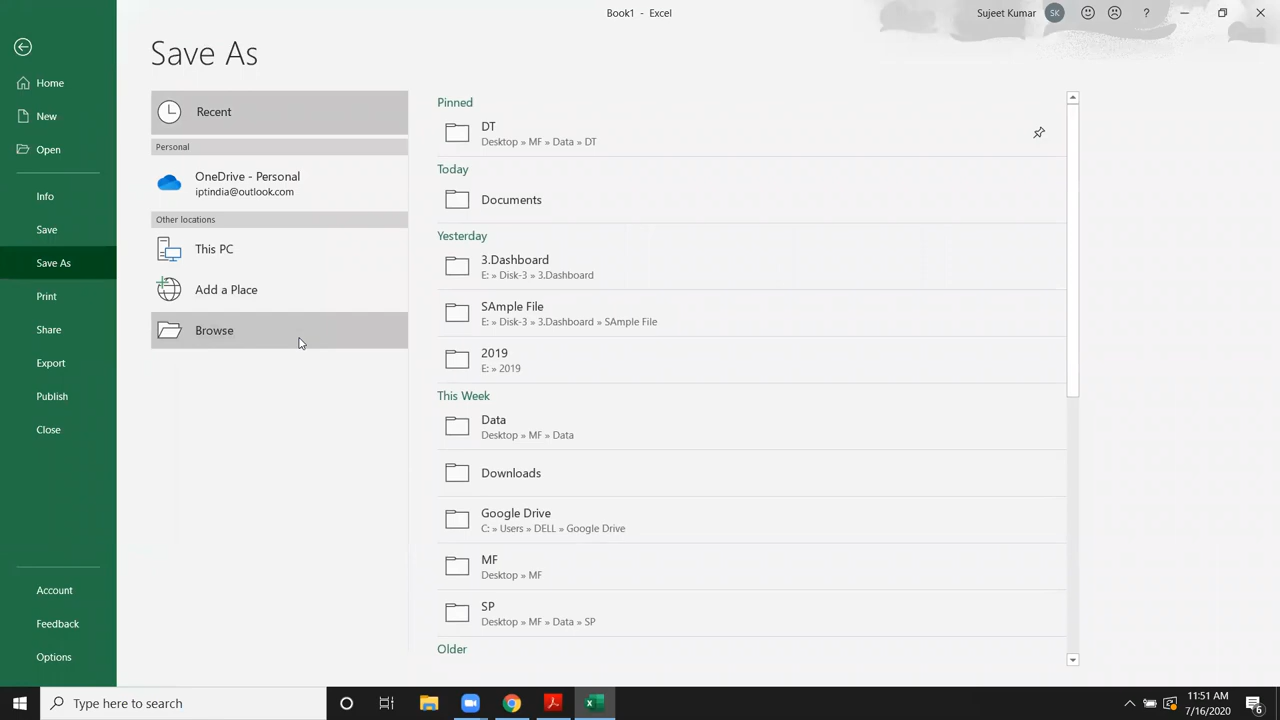 Book1 - Excel
Sujeet Kumar
SK
?
Save As
Home
New
Open
Info
Save
Save As
Print
Share
Export
Publish
Close
Account
Feedback
Options
Recent
Personal
OneDrive - Personal
iptindia@outlook.com
Other locations
This PC
Add a Place
Browse
Pinned
DT
Desktop » MF » Data » DT
Today
Documents
Yesterday
3.Dashboard
E: » Disk-3 » 3.Dashboard
SAmple File
E: » Disk-3 » 3.Dashboard » SAmple File
2019
E: » 2019
This Week
Data
Desktop » MF » Data
Downloads
Google Drive
C: » Users » DELL » Google Drive
MF
Desktop » MF
SP
Desktop » MF » Data » SP
Older
Type here to search
11:51 AM
7/16/2020
6